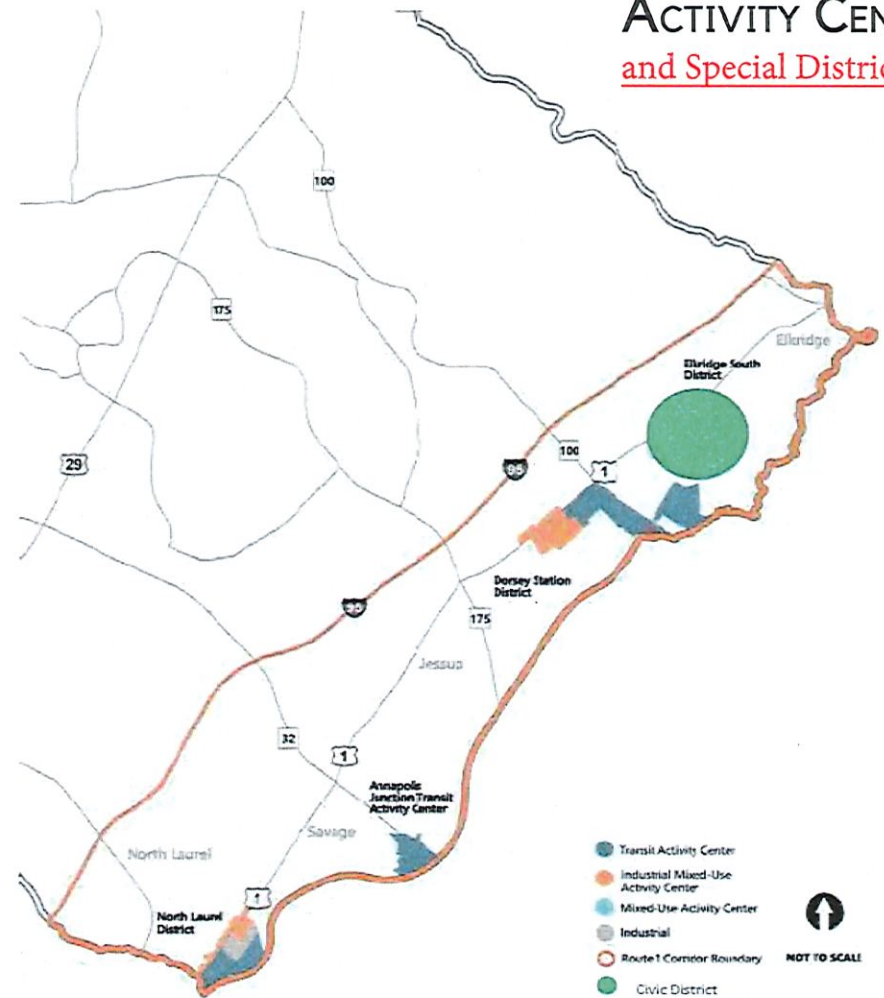 ACTIVITY CEN
and Special Distric
100
175
Elkridge
Elkridge South
District
29
100
1
95
Dorsey Station
District
95
175
Jessup
32
1
Annapolis
Junction Transit
Activity Center
Savage
North Laurel
1
North Laurel
District
Transit Activity Center
Industrial Mixed-Use
Activity Center
Mixed-Use Activity Center
Industrial
Route 1 Corridor Boundary
NOT TO SCALE
Civic District